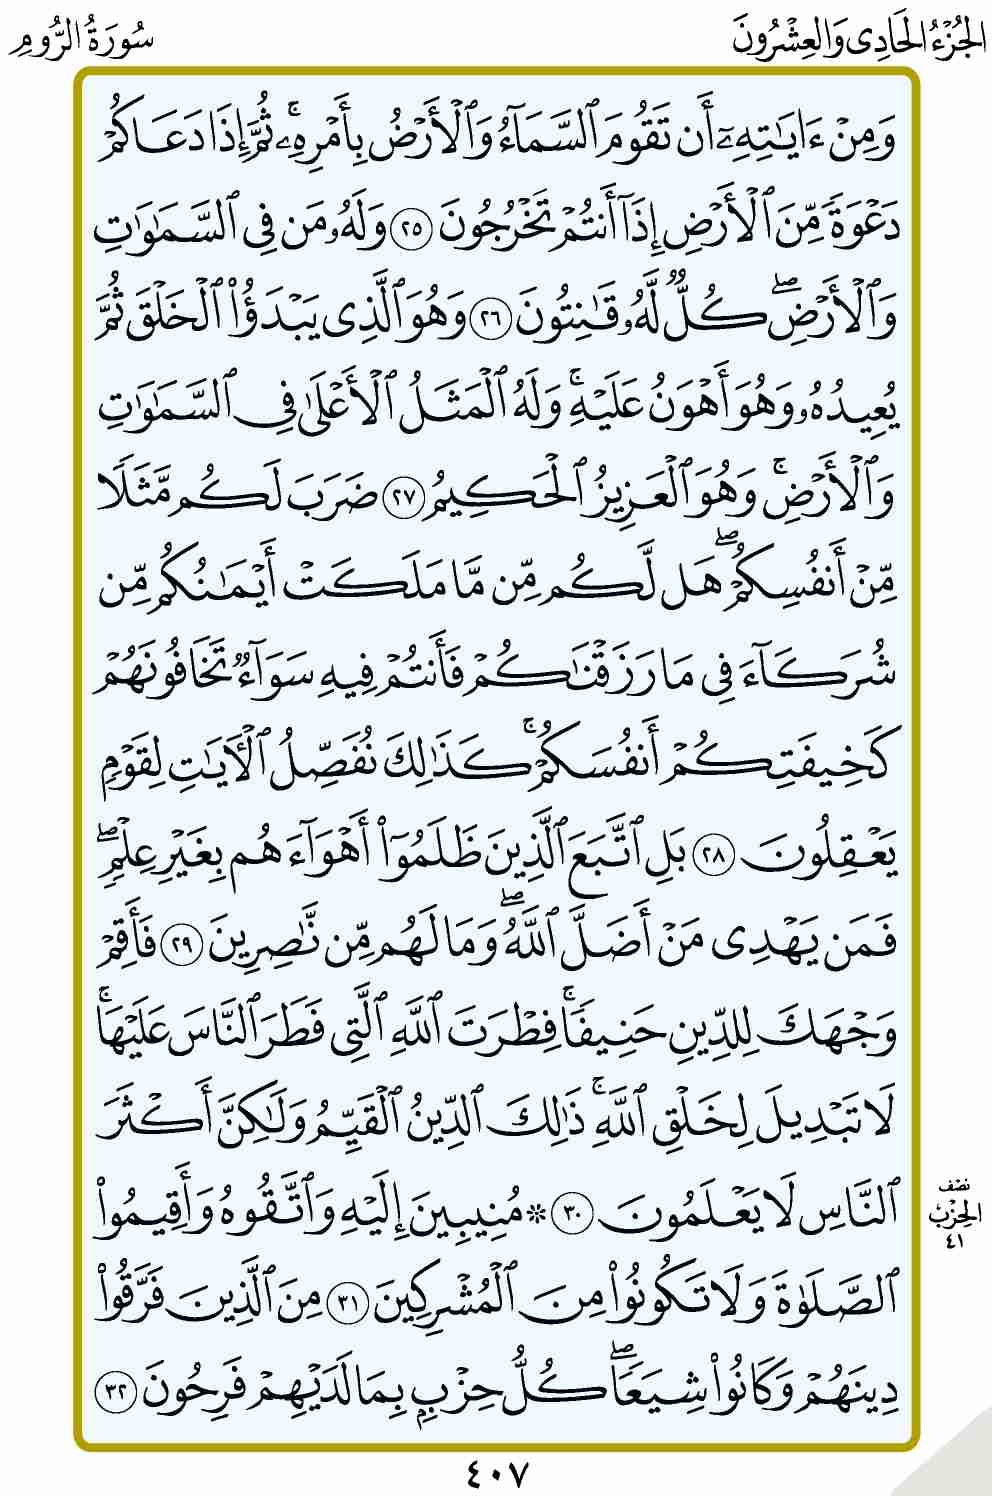 الجُزْءُ الحَادِى وَالعِشْرُونَ
سُورَةُ الرُّومِ
وَمِنْ ءَايَٰتِهِۦٓ أَن تَقُومَ ٱلسَّمَآءُ وَٱلْأَرْضُ بِأَمْرِهِۦ ۚ ثُمَّ إِذَا دَعَاكُمْ
دَعْوَةً مِّنَ ٱلْأَرْضِ إِذَآ أَنتُمْ تَخْرُجُونَ ٢٥ وَلَهُۥ مَن فِى ٱلسَّمَٰوَٰتِ
وَٱلْأَرْضِ ۖ كُلٌّ لَّهُۥ قَٰنِتُونَ ٢٦ وَهُوَ ٱلَّذِى يَبْدَؤُا۟ ٱلْخَلْقَ ثُمَّ
يُعِيدُهُۥ وَهُوَ أَهْوَنُ عَلَيْهِ ۚ وَلَهُ ٱلْمَثَلُ ٱلْأَعْلَىٰ فِى ٱلسَّمَٰوَٰتِ
وَٱلْأَرْضِ ۚ وَهُوَ ٱلْعَزِيزُ ٱلْحَكِيمُ ٢٧ ضَرَبَ لَكُم مَّثَلًا
مِّنْ أَنفُسِكُمْ ۖ هَل لَّكُم مِّن مَّا مَلَكَتْ أَيْمَٰنُكُم مِّن
شُرَكَآءَ فِى مَا رَزَقْنَٰكُمْ فَأَنتُمْ فِيهِ سَوَآءٌ تَخَافُونَهُمْ
كَخِيفَتِكُمْ أَنفُسَكُمْ ۚ كَذَٰلِكَ نُفَصِّلُ ٱلْءَايَٰتِ لِقَوْمٍ
يَعْقِلُونَ ٢٨ بَلِ ٱتَّبَعَ ٱلَّذِينَ ظَلَمُوٓا۟ أَهْوَآءَهُم بِغَيْرِ عِلْمٍ ۖ
فَمَن يَهْدِى مَنْ أَضَلَّ ٱللَّهُ ۖ وَمَا لَهُم مِّن نَّٰصِرِينَ ٢٩ فَأَقِمْ
وَجْهَكَ لِلدِّينِ حَنِيفًا ۚ فِطْرَتَ ٱللَّهِ ٱلَّتِى فَطَرَ ٱلنَّاسَ عَلَيْهَا ۚ
لَا تَبْدِيلَ لِخَلْقِ ٱللَّهِ ۚ ذَٰلِكَ ٱلدِّينُ ٱلْقَيِّمُ وَلَٰكِنَّ أَكْثَرَ
ٱلنَّاسِ لَا يَعْلَمُونَ ٣٠ ۞ مُنِيبِينَ إِلَيْهِ وَٱتَّقُوهُ وَأَقِيمُوا۟
ٱلصَّلَوٰةَ وَلَا تَكُونُوا۟ مِنَ ٱلْمُشْرِكِينَ ٣١ مِنَ ٱلَّذِينَ فَرَّقُوا۟
دِينَهُمْ وَكَانُوا۟ شِيَعًا ۖ كُلُّ حِزْبٍۭ بِمَا لَدَيْهِمْ فَرِحُونَ ٣٢
نصْف
الحِزْبْ
٤١
٤٠٧